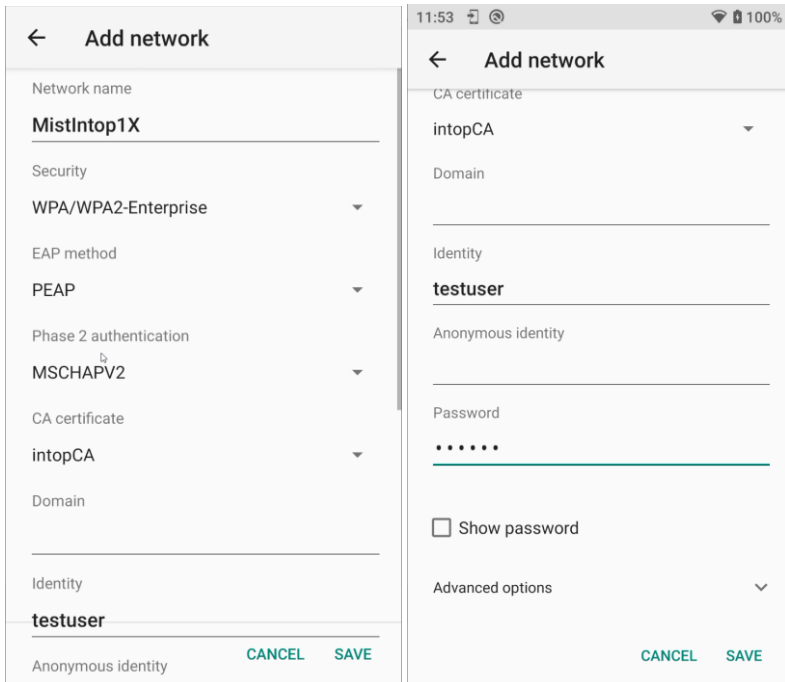 Add network
Network name
MistIntop1X
Security
WPA/WPA2-Enterprise
EAP method
PEAP
Phase 2 authentication
MSCHAPV2
CA certificate
intopCA
Domain
Identity
testuser
CANCEL SAVE
Anonymous identity
11:53 100%
Add network
CA certificate
intopCA
Domain
Identity
testuser
Anonymous identity
Password
••••••
Show password
Advanced options
CANCEL SAVE